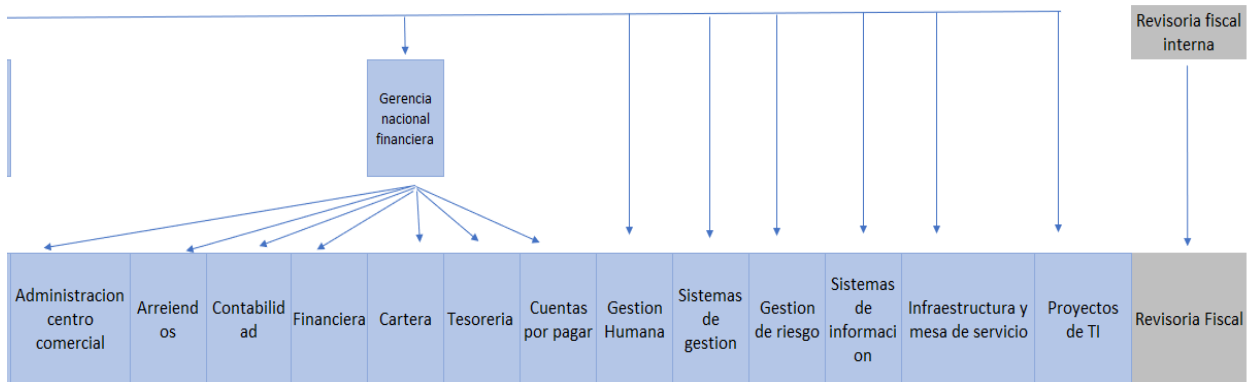 Revisoria fiscal
interna
Gerencia
nacional
financiera
Administracion
centro
comercial
Arreiend
os
Contabilid
ad
Financiera
Cartera
Tesoreria
Cuentas
por pagar
Gestion
Humana
Sistemas
de
gestion
Gestion
de riesgo
Sistemas
de
informaci
on
Infraestructura y
mesa de servicio
Proyectos
de TI
Revisoria Fiscal